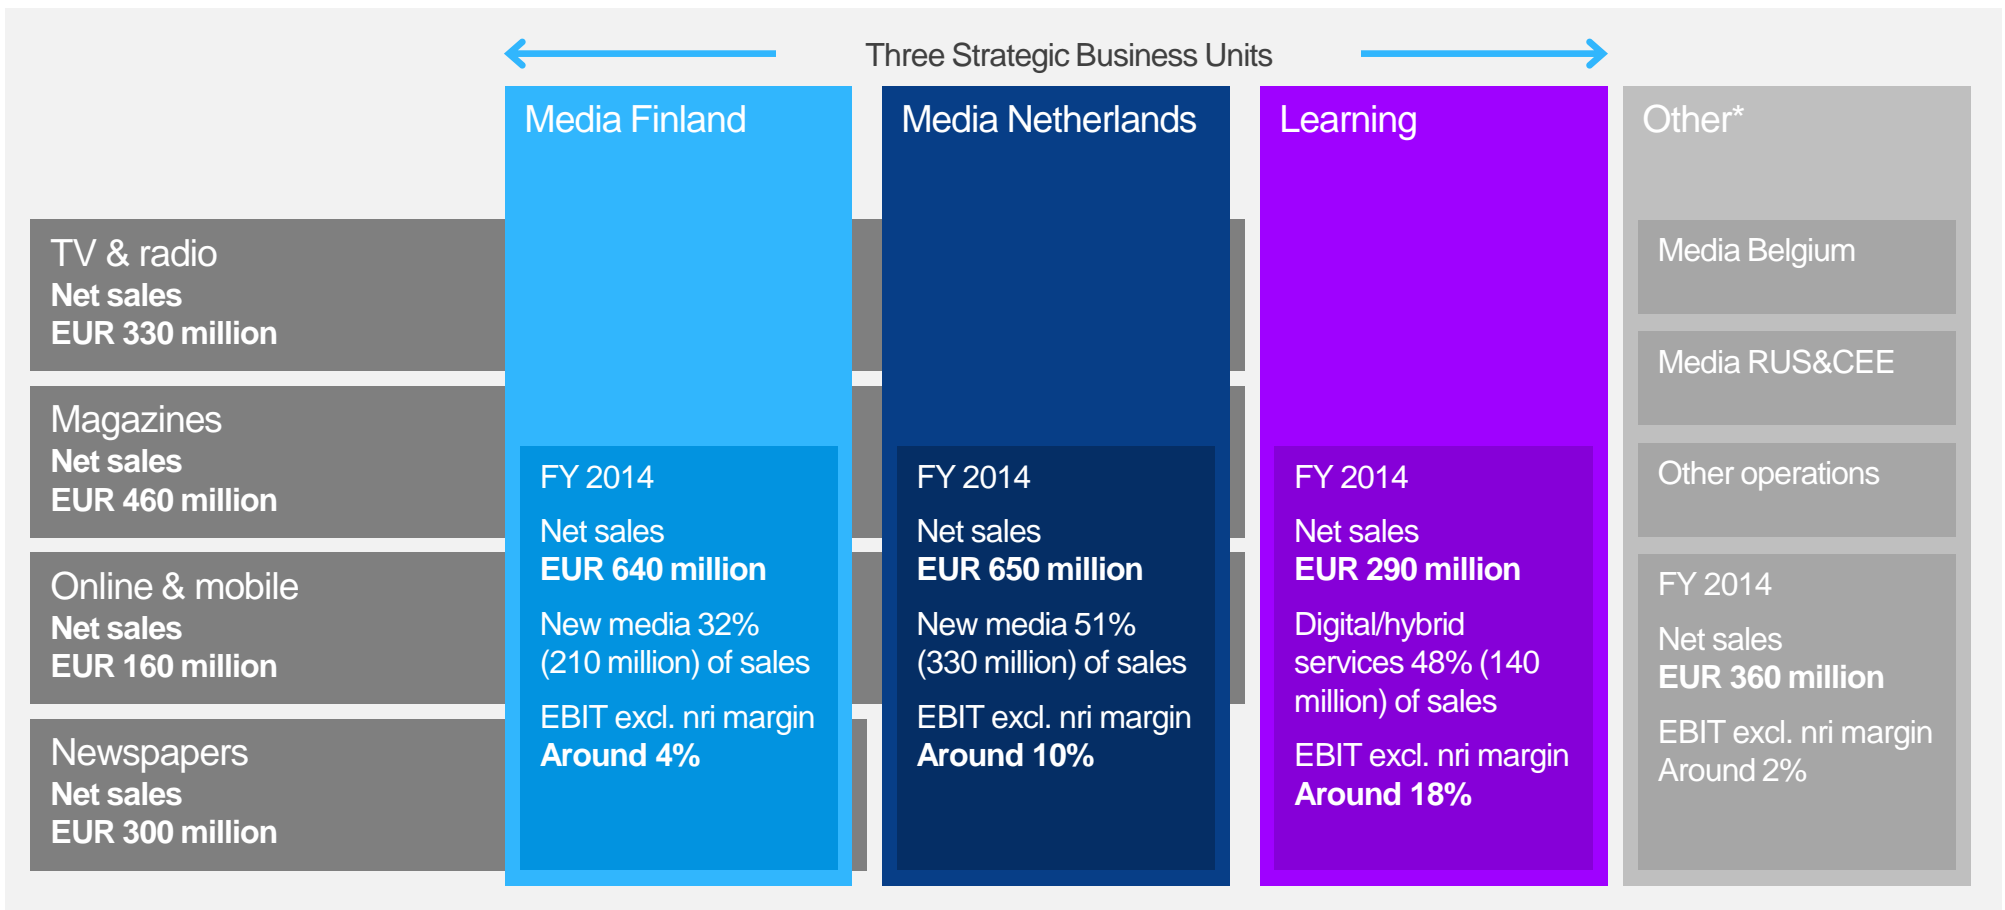 Three Strategic Business Units
Media Finland
Media Netherlands
Learning
Other*
TV & radio
Net sales
EUR 330 million
Magazines
Net sales
EUR 460 million
Online & mobile
Net sales
EUR 160 million
Newspapers
Net sales
EUR 300 million
FY 2014
Net sales
EUR 640 million
New media 32%
(210 million) of sales
EBIT excl. nri margin
Around 4%
FY 2014
Net sales
EUR 650 million
New media 51%
(330 million) of sales
EBIT excl. nri margin
Around 10%
FY 2014
Net sales
EUR 290 million
Digital/hybrid
services 48% (140
million) of sales
EBIT excl. nri margin
Around 18%
Media Belgium
Media RUS&CEE
Other operations
FY 2014
Net sales
EUR 360 million
EBIT excl. nri margin
Around 2%